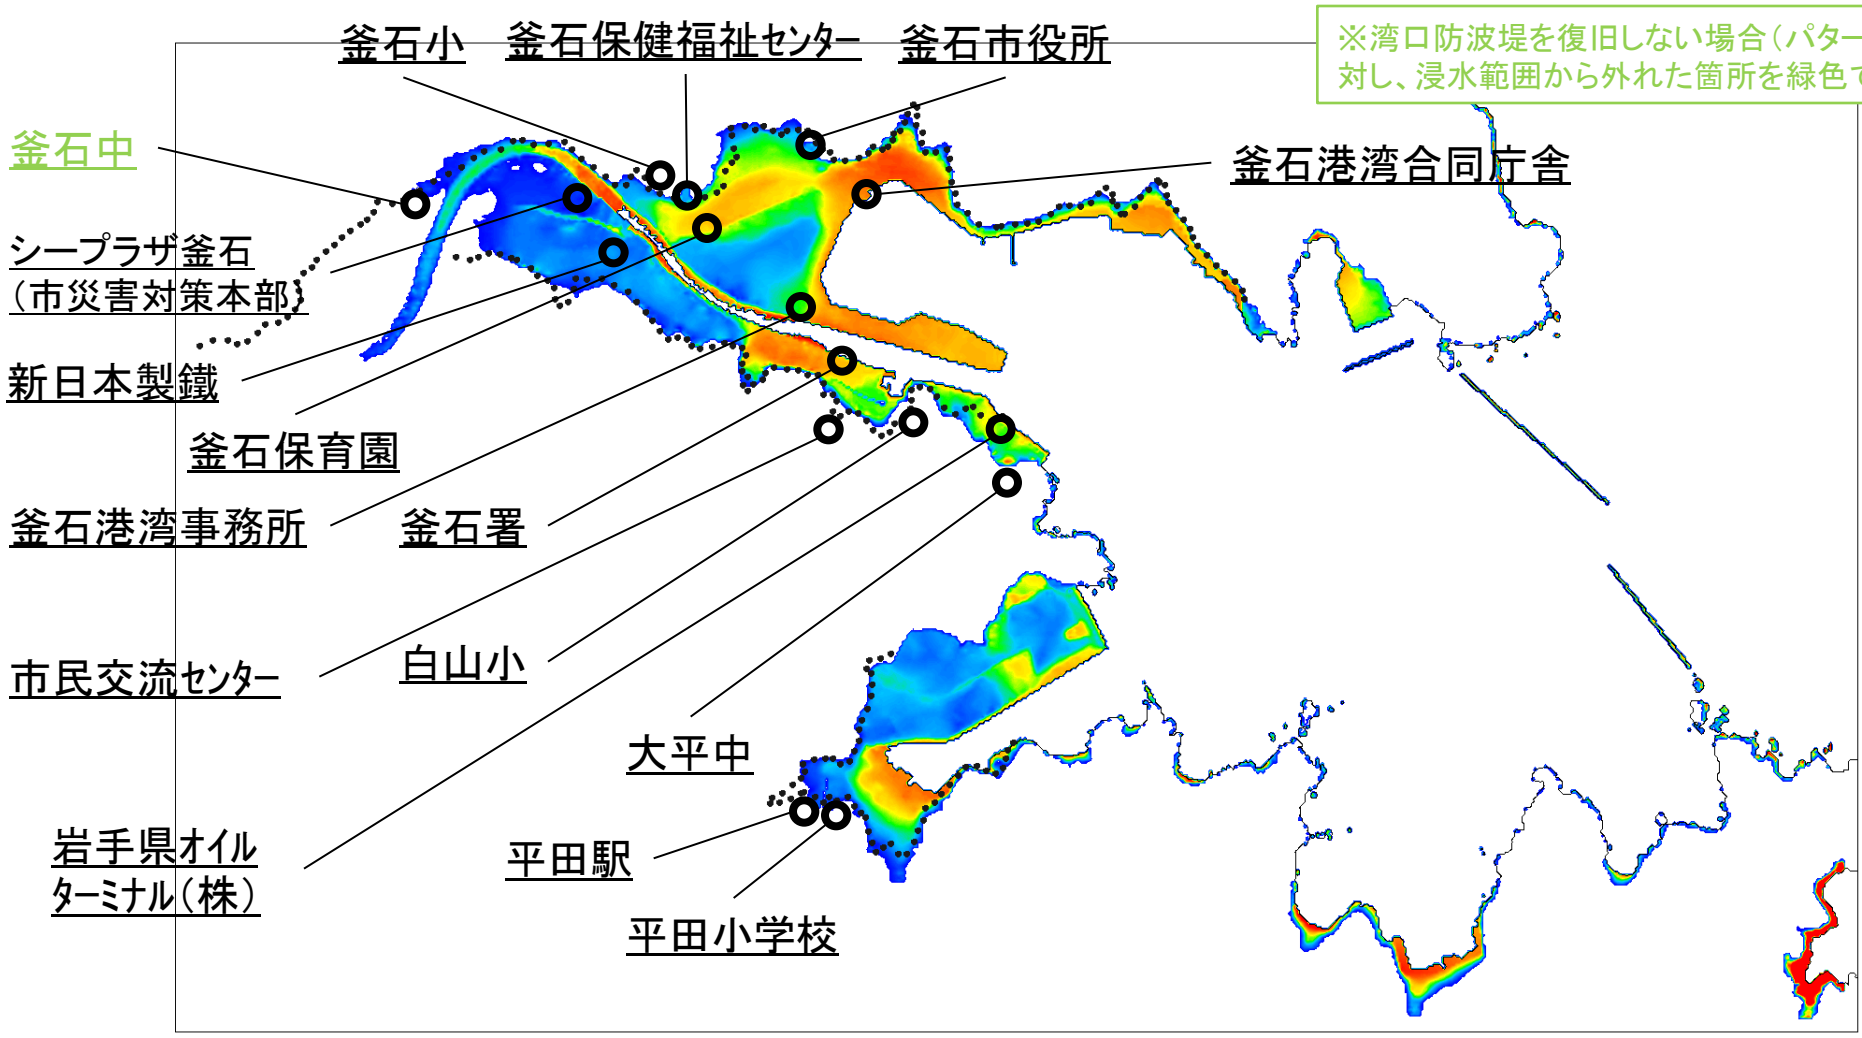 釜石小
釜石保健福祉センター
釜石市役所
※湾口防波堤を復旧しない場合(パター
対し、浸水範囲から外れた箇所を緑色で
釜石中
釜石港湾合同庁舎
シープラザ釜石
(市災害対策本部)
新日本製鐵
釜石保育園
釜石港湾事務所
釜石署
市民交流センター
白山小
大平中
岩手県オイル
ターミナル(株)
平田駅
平田小学校